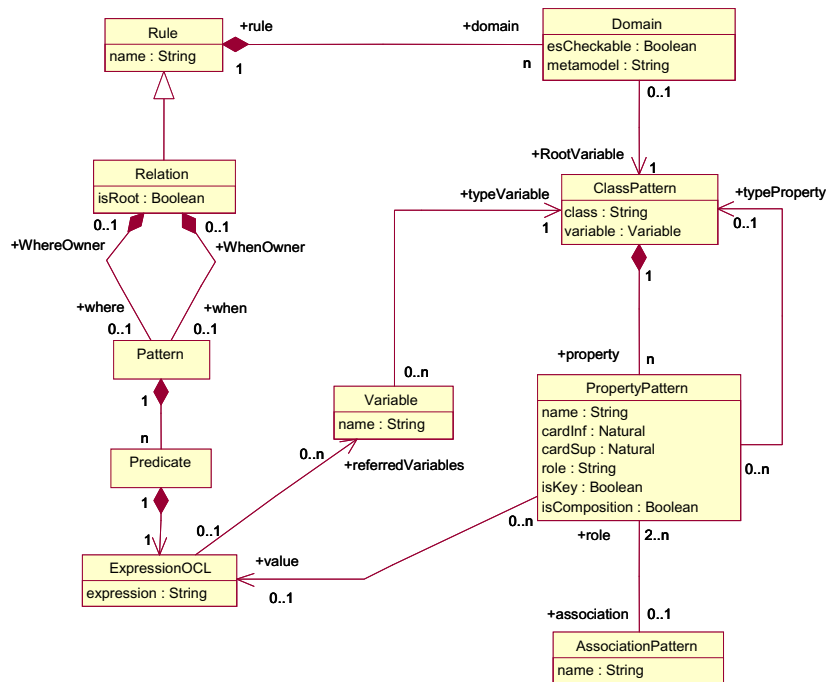 Rule
name : String
+rule
1
+domain
n
Domain
esCheckable : Boolean
metamodel : String
0..1
+RootVariable
1
Relation
isRoot : Boolean
0..1
0..1
+WhereOwner
+WhenOwner
+where
+when
0..1
0..1
Pattern
1
n
Predicate
1
1
ExpressionOCL
expression : String
+typeVariable
1
ClassPattern
class : String
variable : Variable
+typeProperty
0..1
1
+property
n
0..n
Variable
name : String
0..n
+referredVariables
0..1
PropertyPattern
name : String
cardInf : Natural
cardSup : Natural
role : String
isKey : Boolean
isComposition : Boolean
0..n
0..n
+value
0..1
+role
2..n
+association
0..1
AssociationPattern
name : String